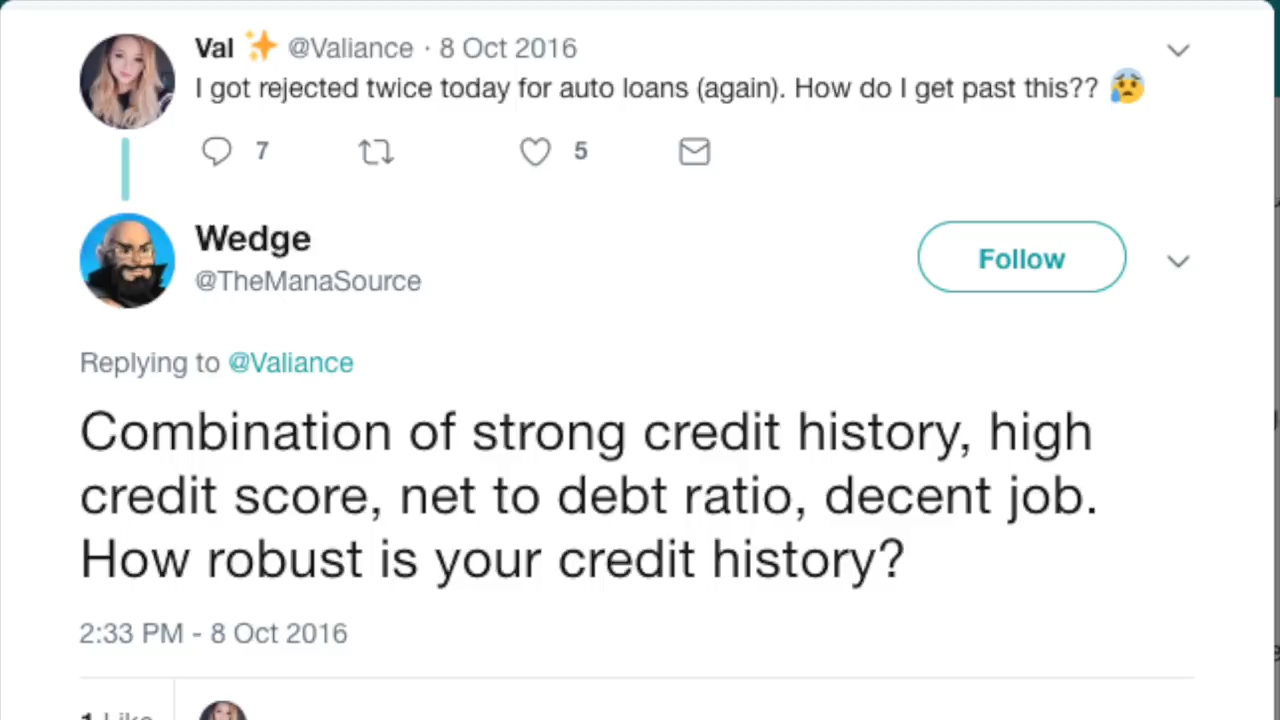 Val ✨ @Valiance · 8 Oct 2016
I got rejected twice today for auto loans (again). How do I get past this?? 😰
7 5
Wedge
@TheManaSource
Follow
Replying to @Valiance
Combination of strong credit history, high
credit score, net to debt ratio, decent job.
How robust is your credit history?
2:33 PM - 8 Oct 2016
1 Like